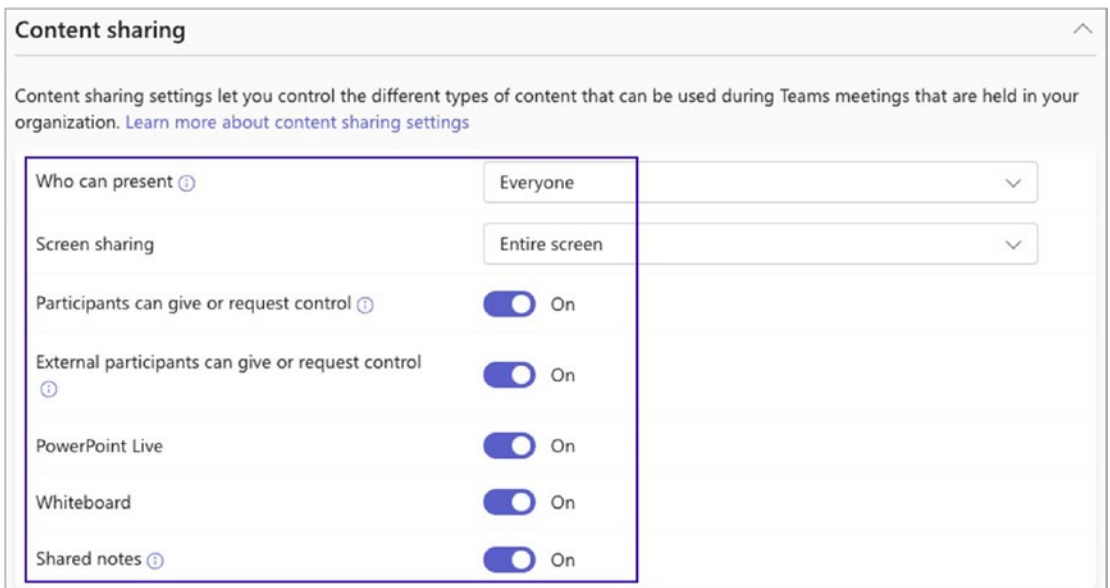 Content sharing
Content sharing settings let you control the different types of content that can be used during Teams meetings that are held in your
organization. Learn more about content sharing settings
Who can present
Everyone
Screen sharing
Entire screen
Participants can give or request control
On
External participants can give or request control
On
PowerPoint Live
On
Whiteboard
On
Shared notes
On